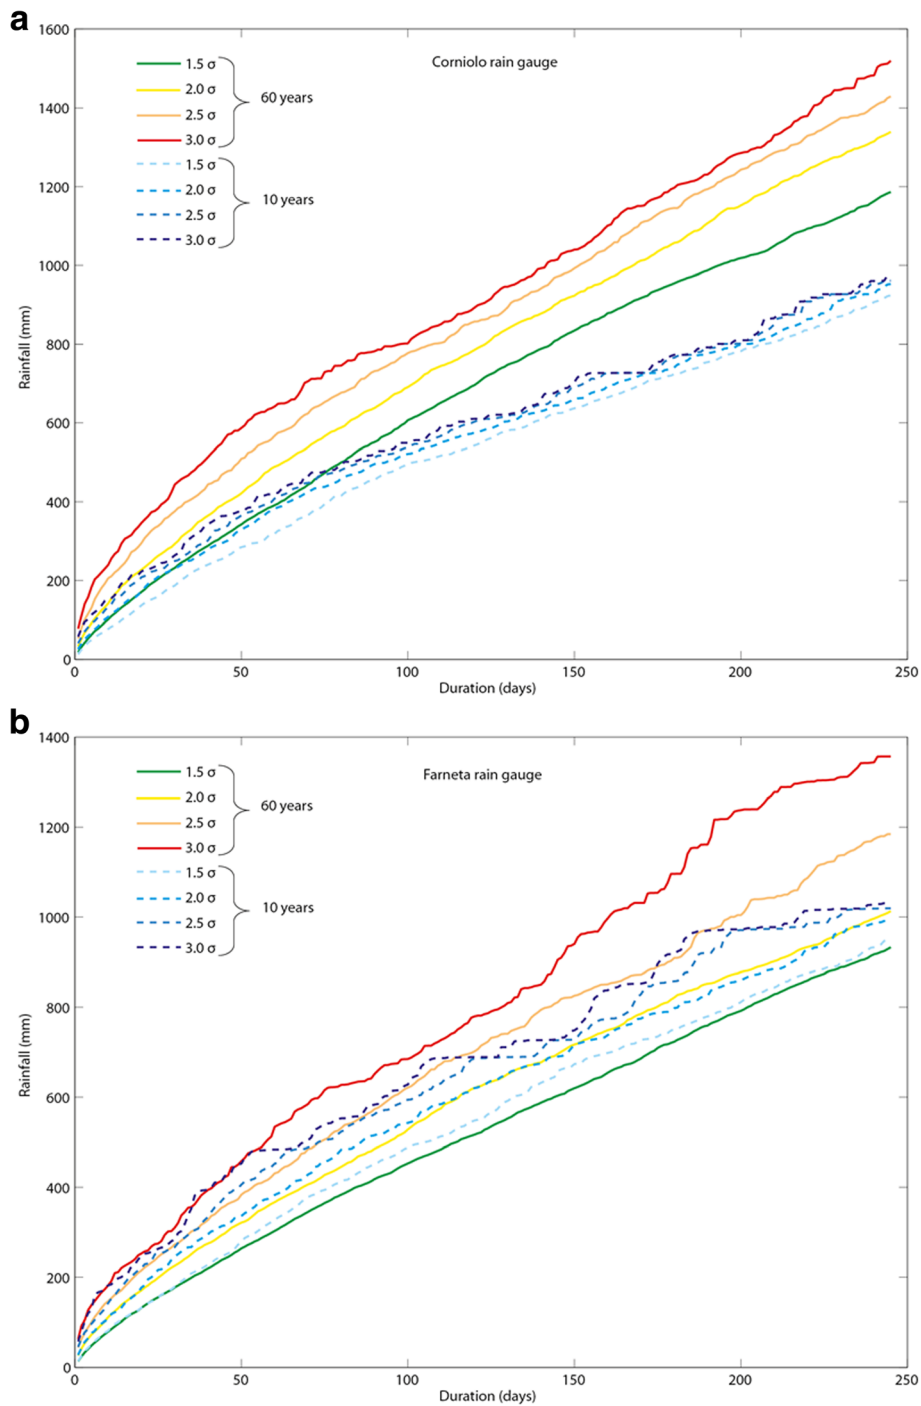 a
1600
1400
1200
1000
800
600
400
200
0
Rainfall (mm)
Corniolo rain gauge
1.5 σ
2.0 σ
2.5 σ
3.0 σ
60 years
1.5 σ
2.0 σ
2.5 σ
3.0 σ
10 years
0 50 100 150 200 250
Duration (days)
b
1400
1200
1000
800
600
400
200
0
Rainfall (mm)
Farneta rain gauge
1.5 σ
2.0 σ
2.5 σ
3.0 σ
60 years
1.5 σ
2.0 σ
2.5 σ
3.0 σ
10 years
0 50 100 150 200 250
Duration (days)